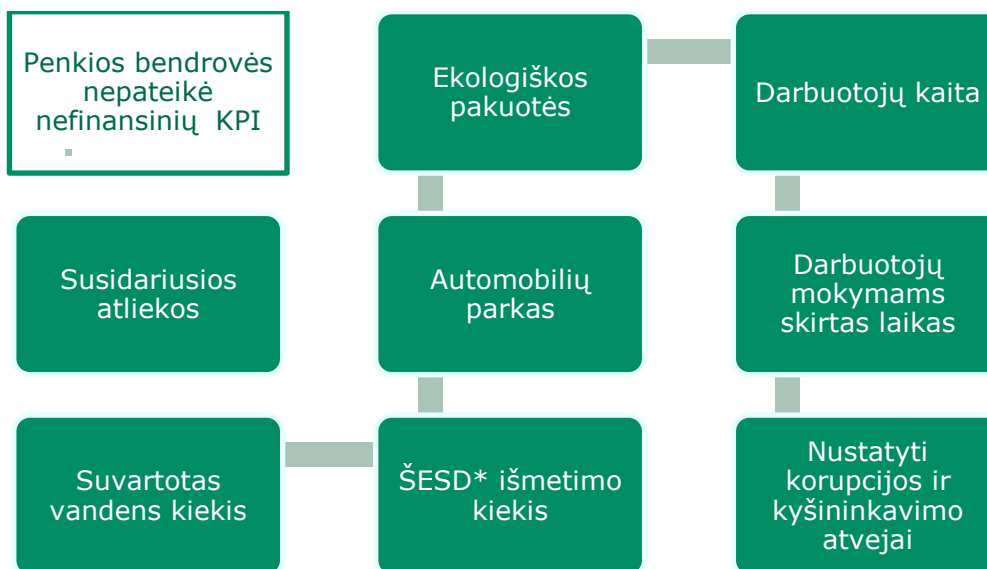 Penkios bendrovės
nepateikė
nefinansinių KPI
Susidariusios
atliekos
Suvartotas
vandens kiekis
ŠESD* išmetimo
kiekis
Automobilių
parkas
Ekologiškos
pakuotės
Darbuotojų kaita
Darbuotojų
mokymams
skirtas laikas
Nustatyti
korupcijos ir
kyšininkavimo
atvejai